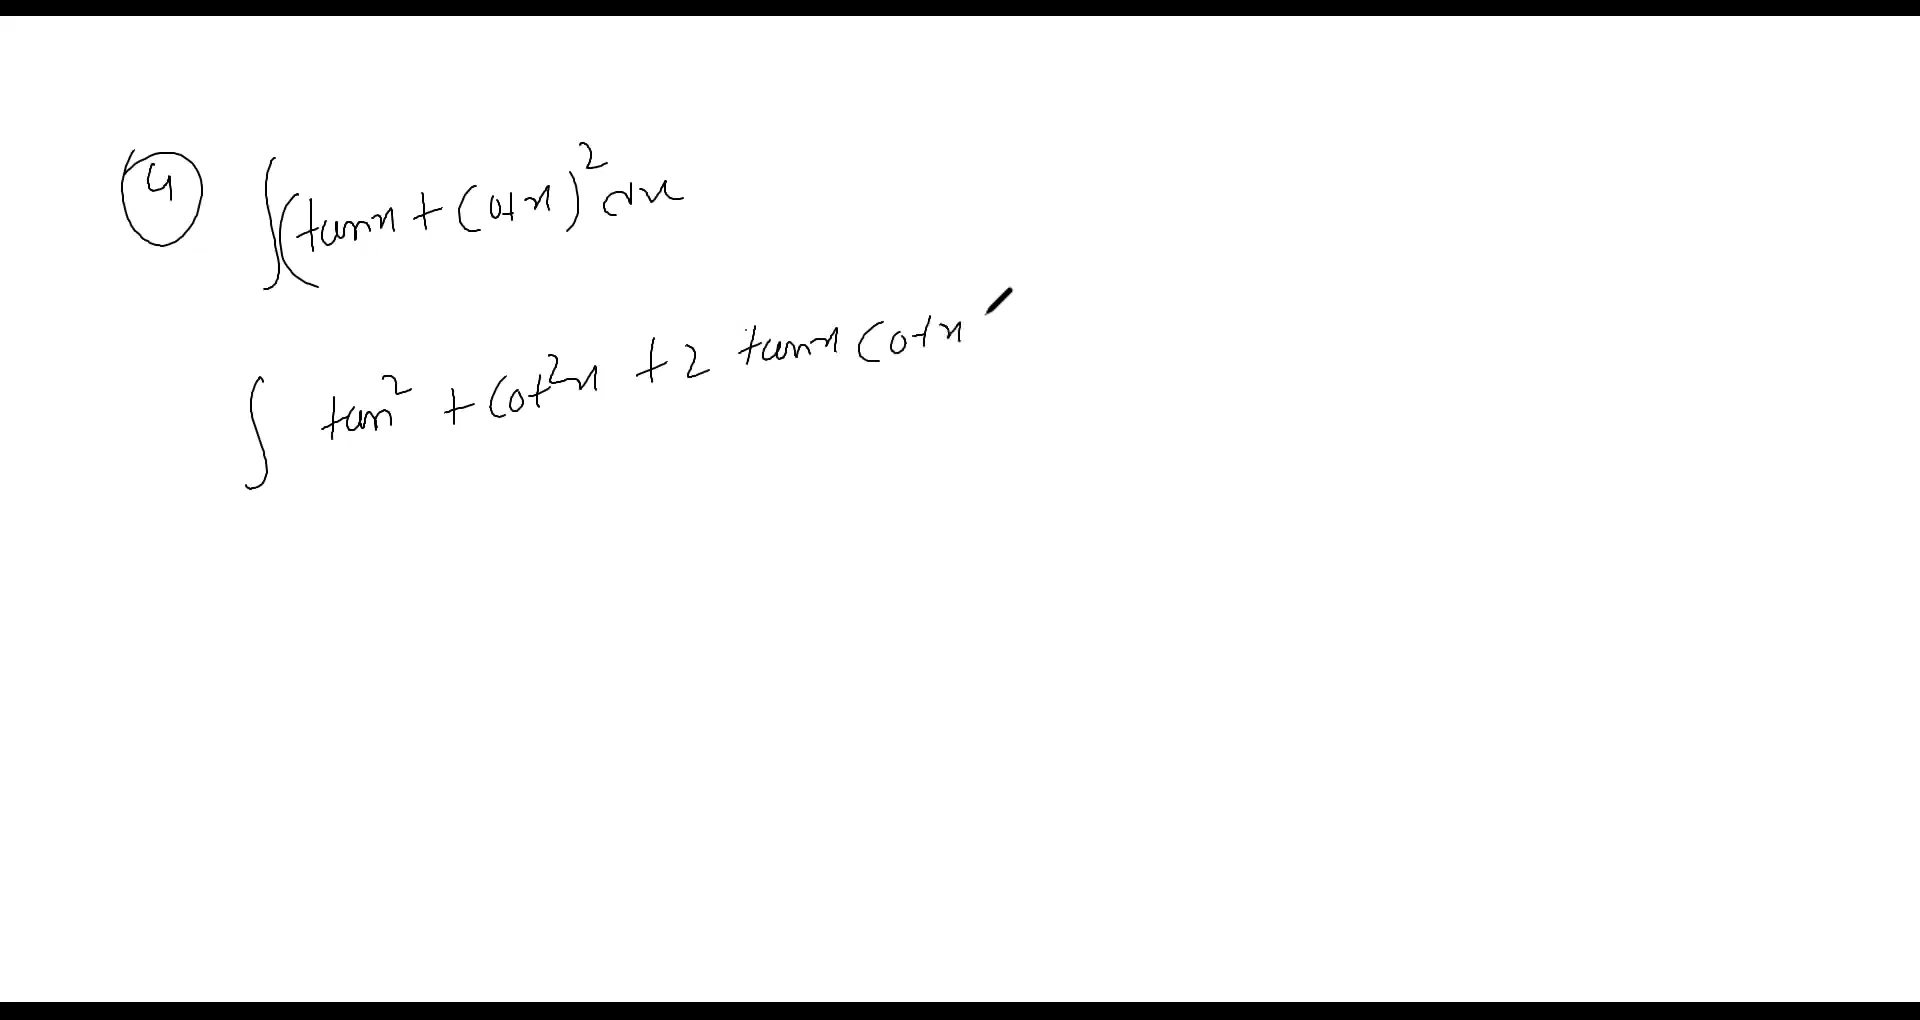 ④ ∫(tanx + cotx)² dx
∫ tan² + cot²x + 2 tanx cotx